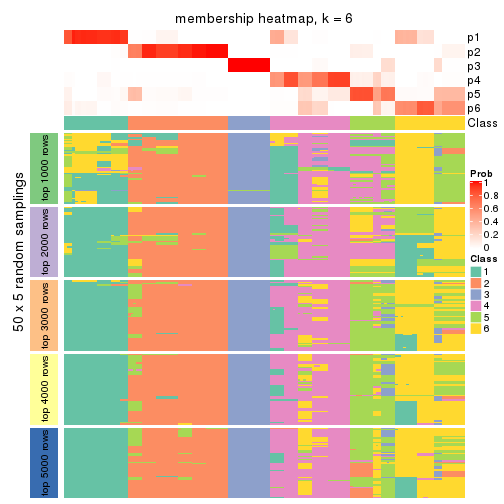 membership heatmap, k = 6
p1
p2
p3
p4
p5
p6
Class
50 x 5 random samplings
top 1000 rows
top 2000 rows
top 3000 rows
top 4000 rows
top 5000 rows
Prob
1
0.8
0.6
0.4
0.2
0
Class
1
2
3
4
5
6